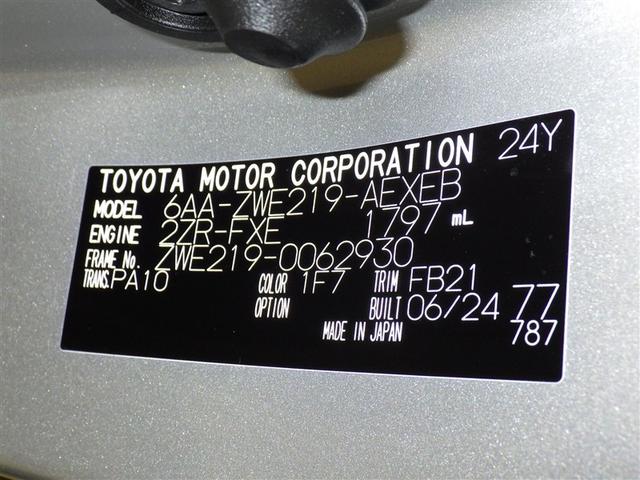 TOYOTA MOTOR CORPORATION 24Y
MODEL 6AA-ZWE219-AEXEB
ENGINE 2ZR-FXE 1797 mL
FRAME No. ZWE219-0062930
TRANS. PA10 COLOR 1F7 TRIM FB21
OPTION BUILT 06/24 77
MADE IN JAPAN 787